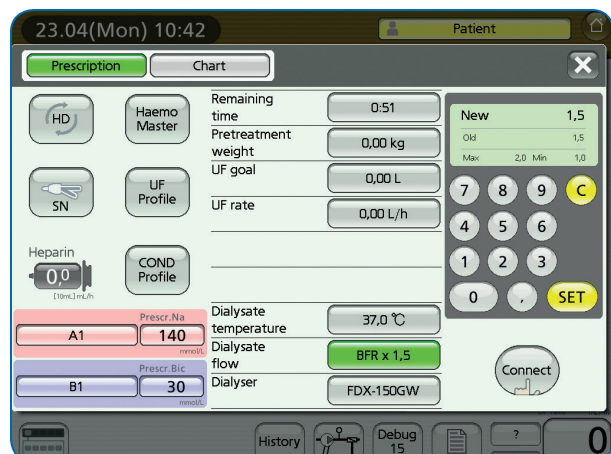 23.04(Mon) 10:42
Patient
Prescription
Chart
HD
Haemo
Master
SN
UF
Profile
Heparin
0,0
[10mL] mL/h
COND
Profile
Prescr.Na
A1
140
mmol/L
Prescr.Bic
B1
30
mmol/L
Remaining
time
0:51
Pretreatment
weight
0,00 kg
UF goal
0,00 L
UF rate
0,00 L/h
Dialysate
temperature
37,0 ℃
Dialysate
flow
BFR x 1,5
Dialyser
FDX-150GW
New 1,5
Old 1,5
Max 2,0 Min 1,0
7 8 9 C
4 5 6
1 2 3
0 , SET
Connect
History
Debug
15
?
0